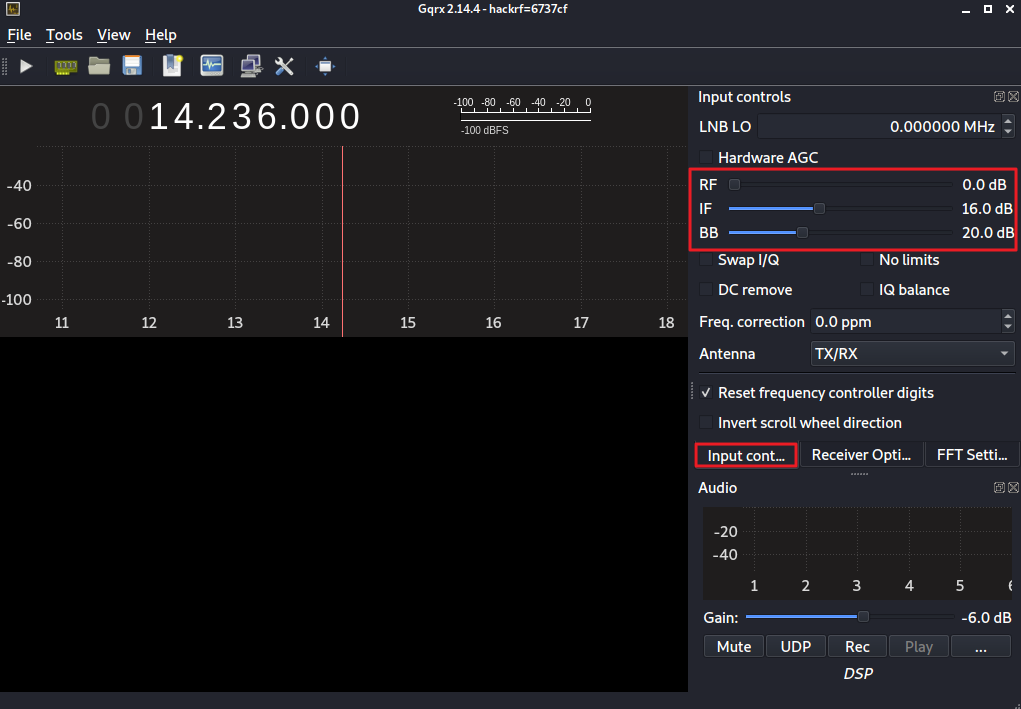 Gqrx 2.14.4 - hackrf=6737cf
File Tools View Help
0 014.236.000
-100 -80 -60 -40 -20 0
-100 dBFS
-40
-60
-80
-100
11 12 13 14 15 16 17 18
Input controls
LNB LO 0.000000 MHz
Hardware AGC
RF 0.0 dB
IF 16.0 dB
BB 20.0 dB
Swap I/Q No limits
DC remove IQ balance
Freq. correction 0.0 ppm
Antenna TX/RX
Reset frequency controller digits
Invert scroll wheel direction
Input cont... Receiver Opti... FFT Setti...
Audio
-20
-40
1 2 3 4 5 6
Gain: -6.0 dB
Mute UDP Rec Play ...
DSP